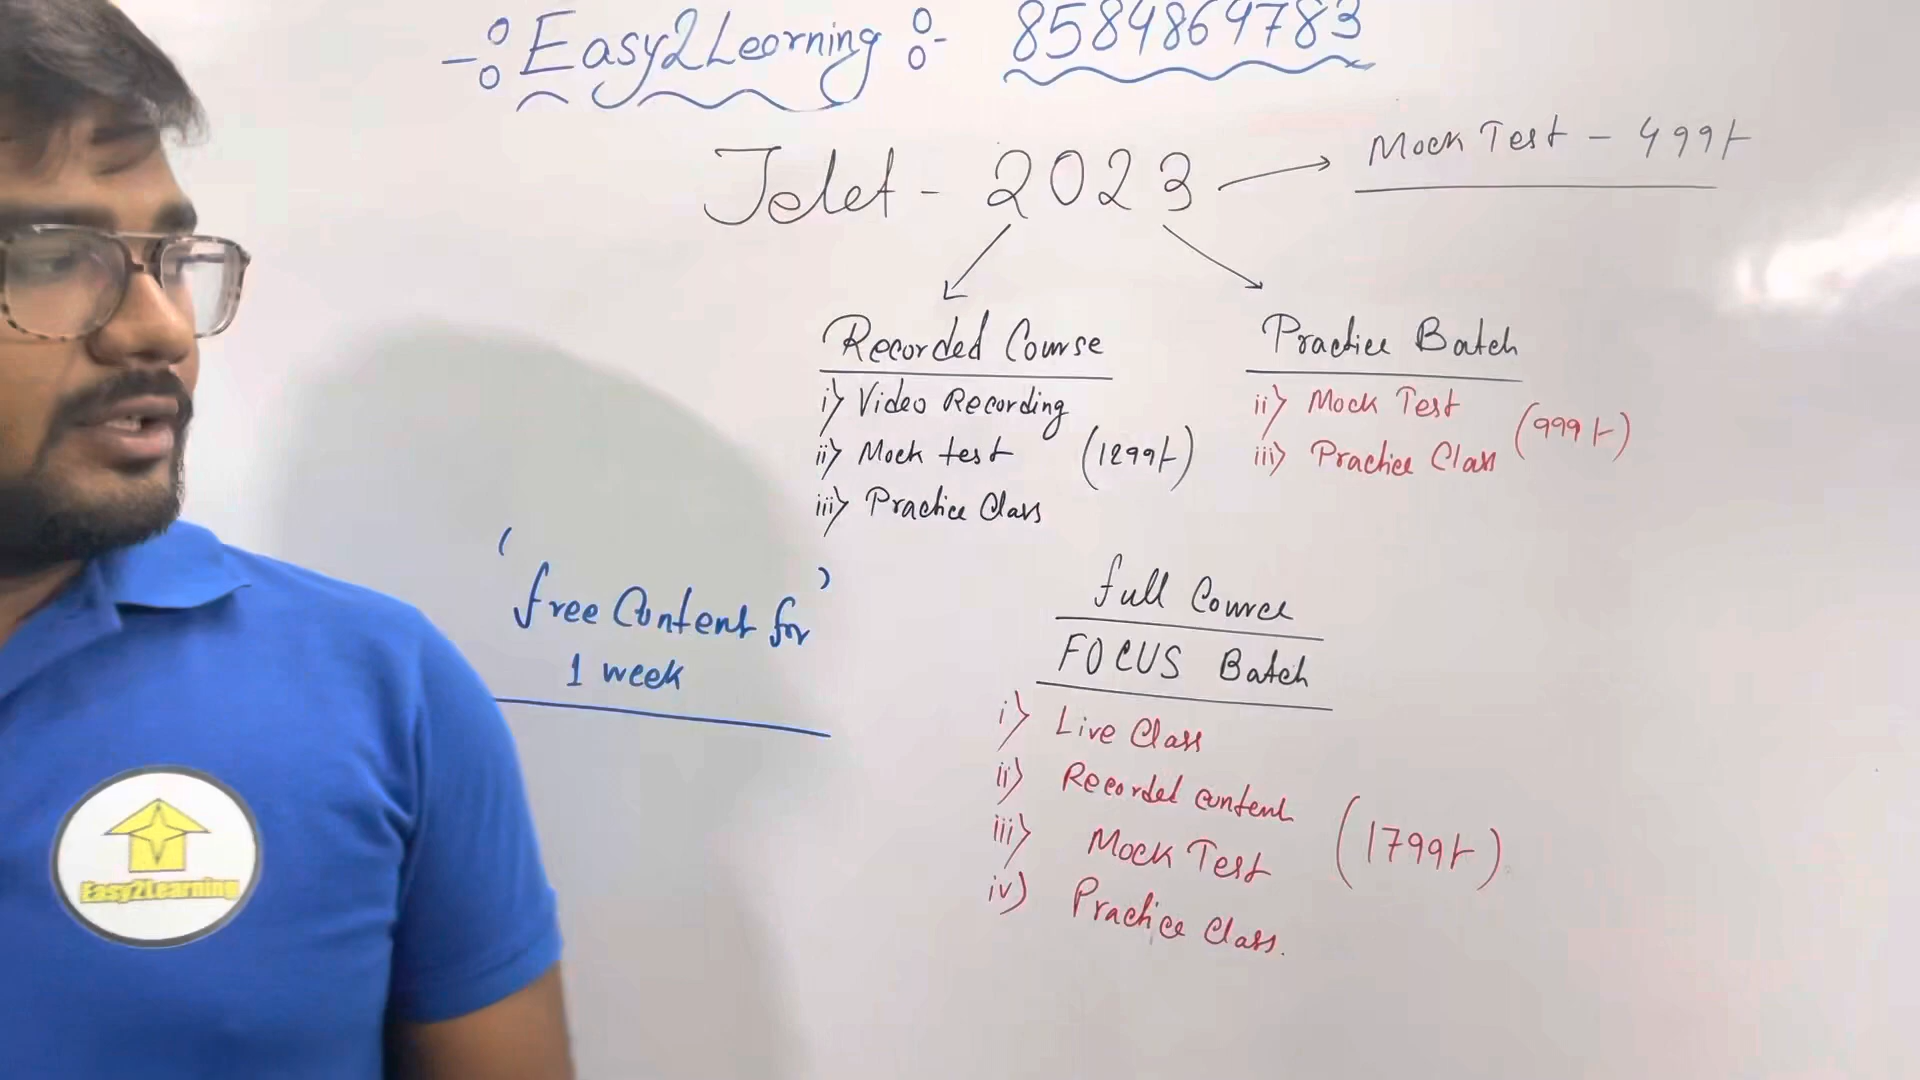 -: Easy2Learning :- 8584869783
Jelet - 2023
Mock Test - 499/-
Recorded Course
i) Video Recording
ii) Mock test
iii) Practice Class
(1299/-)
Practice Batch
ii) Mock Test
iii) Practice Class
(999/-)
'free Content for'
1 week
full Cource
FOCUS Batch
i) Live Class
ii) Recorded content
iii) Mock Test
iv) Practice Class.
(1799/-)
Easy2Learning